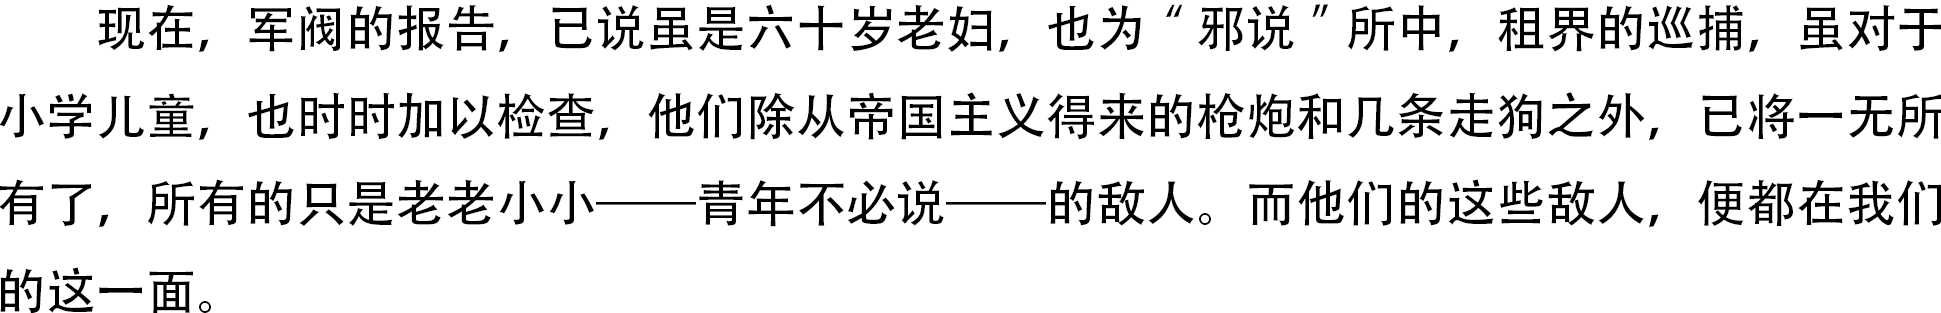 现在，军阀的报告，已说虽是六十岁老妇，也为“邪说”所中，租界的巡捕，虽对于
小学儿童，也时时加以检查，他们除从帝国主义得来的枪炮和几条走狗之外，已将一无所
有了，所有的只是老老小小——青年不必说——的敌人。而他们的这些敌人，便都在我们
的这一面。